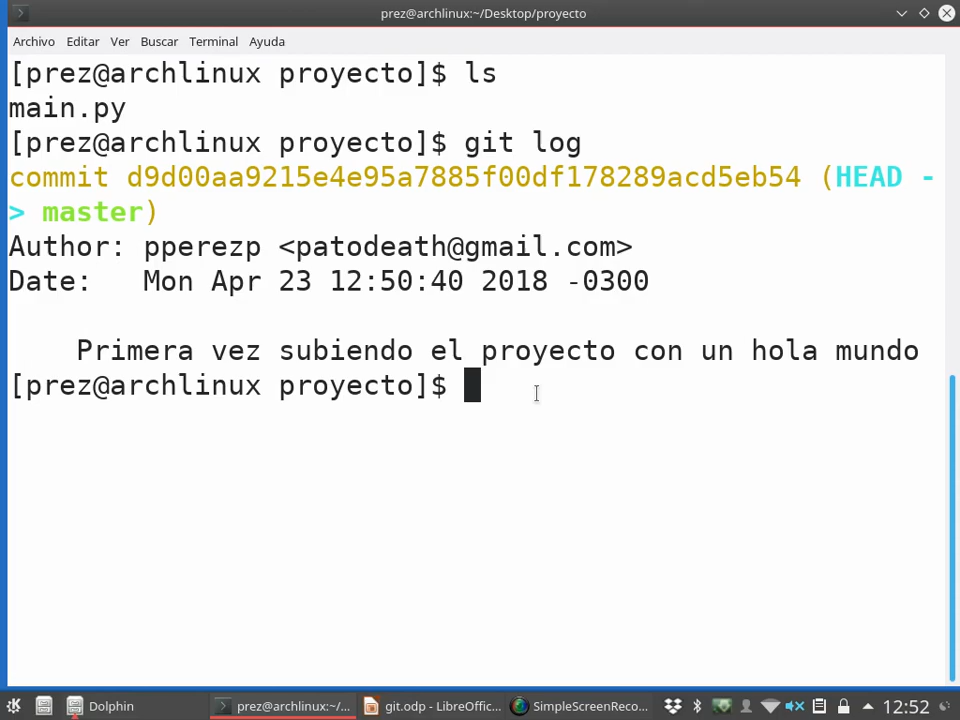 prez@archlinux:~/Desktop/proyecto
Archivo Editar Ver Buscar Terminal Ayuda
[prez@archlinux proyecto]$ ls
main.py
[prez@archlinux proyecto]$ git log
commit d9d00aa9215e4e95a7885f00df178289acd5eb54 (HEAD -
> master)
Author: pperezp <patodeath@gmail.com>
Date:   Mon Apr 23 12:50:40 2018 -0300
    Primera vez subiendo el proyecto con un hola mundo
[prez@archlinux proyecto]$
Dolphin prez@archlinux:~/... git.odp - LibreOffic... SimpleScreenReco... 12:52